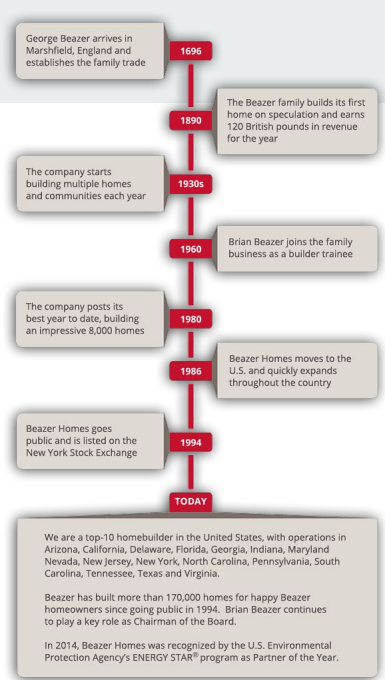 George Beazer arrives in
Marshfield, England and
establishes the family trade
1696
1890
The Beazer family builds its first
home on speculation and earns
120 British pounds in revenue
for the year
The company starts
building multiple homes
and communities each year
1930s
1960
Brian Beazer joins the family
business as a builder trainee
The company posts its
best year to date, building
an impressive 8,000 homes
1980
1986
Beazer Homes moves to the
U.S. and quickly expands
throughout the country
Beazer Homes goes
public and is listed on the
New York Stock Exchange
1994
TODAY
We are a top-10 homebuilder in the United States, with operations in
Arizona, California, Delaware, Florida, Georgia, Indiana, Maryland
Nevada, New Jersey, New York, North Carolina, Pennsylvania, South
Carolina, Tennessee, Texas and Virginia.
Beazer has built more than 170,000 homes for happy Beazer
homeowners since going public in 1994.  Brian Beazer continues
to play a key role as Chairman of the Board.
In 2014, Beazer Homes was recognized by the U.S. Environmental
Protection Agency's ENERGY STAR® program as Partner of the Year.